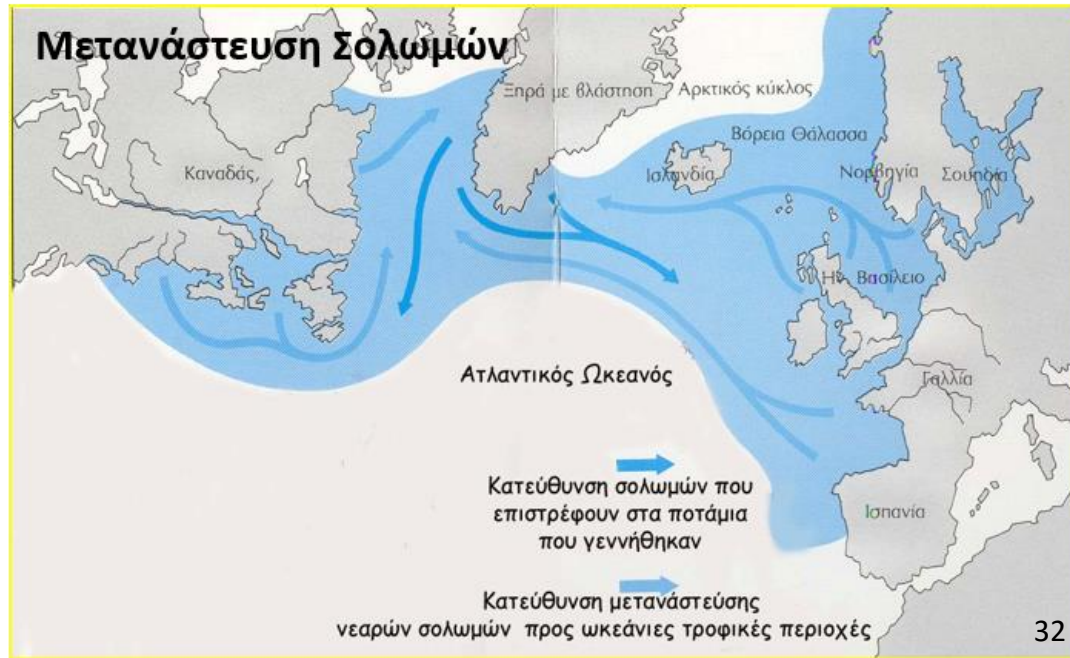 Μετανάστευση Σολωμών
Ξηρά με βλάστηση
Αρκτικός κύκλος
Βόρεια Θάλασσα
Καναδάς,
Ισλανδία
Νορβηγία
Σουηδία
Ην. Βασίλειο
Ατλαντικός Ωκεανός
Γαλλία
Κατεύθυνση σολωμών που
επιστρέφουν στα ποτάμια
που γεννήθηκαν
Ισπανία
Κατεύθυνση μετανάστεύσης
νεαρών σολωμών προς ωκεάνιες τροφικές περιοχές
32